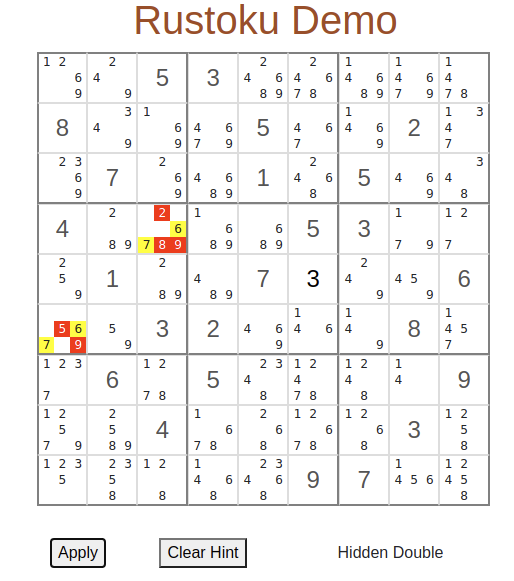 Rustoku Demo
1 2 2 2 2 1 1 1
6 4 5 3 4 6 4 6 4 6 4 6 4
9 9 8 9 7 8 8 9 7 9 7 8
3 1 1 1 3
8 4 6 4 6 5 4 6 4 6 2 4
9 9 7 9 7 9 7
2 3 2 2 3
6 7 6 4 6 1 4 6 5 4 6 4
9 9 8 9 8 9 8
2 2 1 1 1 2
4 6 6 6 5 3
8 9 7 8 9 8 9 8 9 7 9 7
2 2 2
5 1 4 7 3 4 4 5 6
9 8 9 8 9 9 9
1 1 1
5 6 5 3 2 4 6 4 6 4 8 4 5
7 9 9 9 9 7
1 2 3 1 2 2 3 1 2 1 2 1
6 5 4 4 4 4 9
7 7 8 8 7 8 8
1 2 2 1 2 1 2 1 2 1 2
5 5 4 6 6 6 6 3 5
7 9 8 9 7 8 8 7 8 8 8
1 2 3 2 3 1 2 1 2 3 1 1 2
5 5 4 6 4 6 9 7 4 5 6 4 5
8 8 8 8 8
Apply Clear Hint Hidden Double